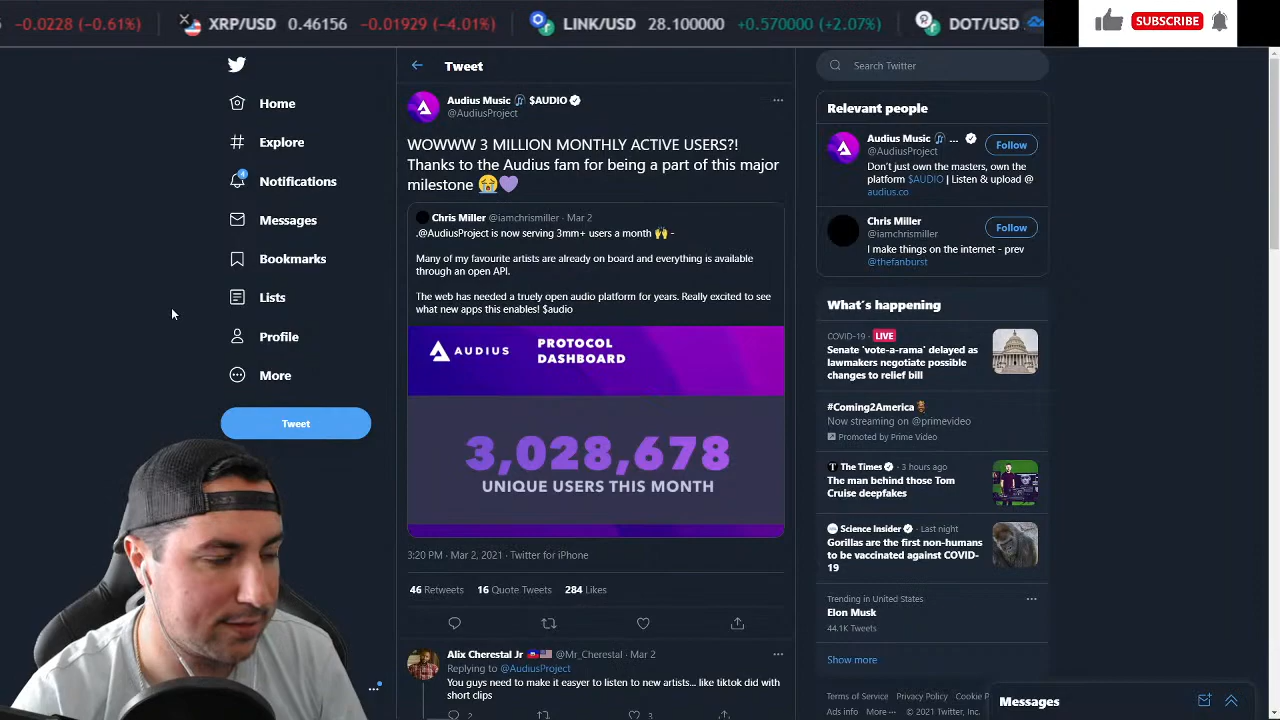 -0.0228 (-0.61%) XRP/USD 0.46156 -0.01929 (-4.01%) LINK/USD 28.100000 +0.570000 (+2.07%) DOT/USD
SUBSCRIBE
Home
Explore
4
Notifications
Messages
Bookmarks
Lists
Profile
More
Tweet
Tweet
Audius Music $AUDIO
@AudiusProject
WOWWW 3 MILLION MONTHLY ACTIVE USERS?!
Thanks to the Audius fam for being a part of this major
milestone 😭💜
Chris Miller @iamchrismiller · Mar 2
.@AudiusProject is now serving 3mm+ users a month 🙌 -
Many of my favourite artists are already on board and everything is available
through an open API.
The web has needed a truely open audio platform for years. Really excited to see
what new apps this enables! $audio
AUDIUS
PROTOCOL
DASHBOARD
3,028,678
UNIQUE USERS THIS MONTH
3:20 PM · Mar 2, 2021 · Twitter for iPhone
46 Retweets 16 Quote Tweets 284 Likes
Alix Cherestal Jr 🇭🇹🇺🇸 @Mr_Cherestal · Mar 2
Replying to @AudiusProject
You guys need to make it easyer to listen to new artists... like tiktok did with
short clips
2 3
Search Twitter
Relevant people
Audius Music ...
@AudiusProject
Follow
Don't just own the masters, own the
platform $AUDIO | Listen & upload @
audius.co
Chris Miller
@iamchrismiller
Follow
I make things on the internet - prev
@thefanburst
What's happening
COVID-19 · LIVE
Senate 'vote-a-rama' delayed as
lawmakers negotiate possible
changes to relief bill
#Coming2America
Now streaming on @primevideo
Promoted by Prime Video
The Times · 3 hours ago
The man behind those Tom
Cruise deepfakes
Science Insider · Last night
Gorillas are the first non-humans
to be vaccinated against COVID-
19
Trending in United States
Elon Musk
44.1K Tweets
Show more
Terms of Service Privacy Policy Cookie P
Ads info More ··· © 2021 Twitter, Inc.
Messages